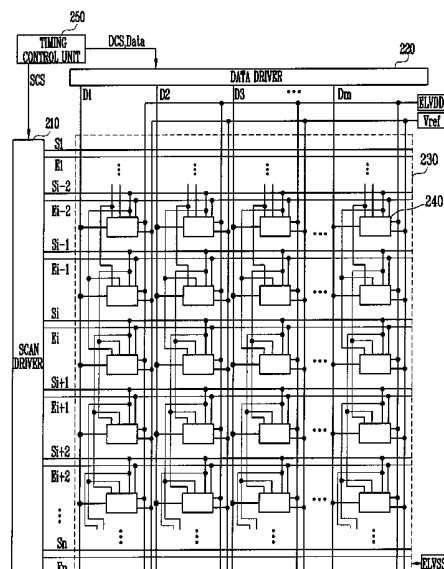 250
TIMING
CONTROL UNIT
DCS,Data
220
SCS
DATA DRIVER
210
D1 D2 D3 ... Dm
ELVDD
Vref
S1
E1
230
Si-2
Ei-2
240
Si-1
Ei-1
Si
Ei
SCAN
DRIVER
Si+1
Ei+1
Si+2
Ei+2
Sn
En
ELVSS